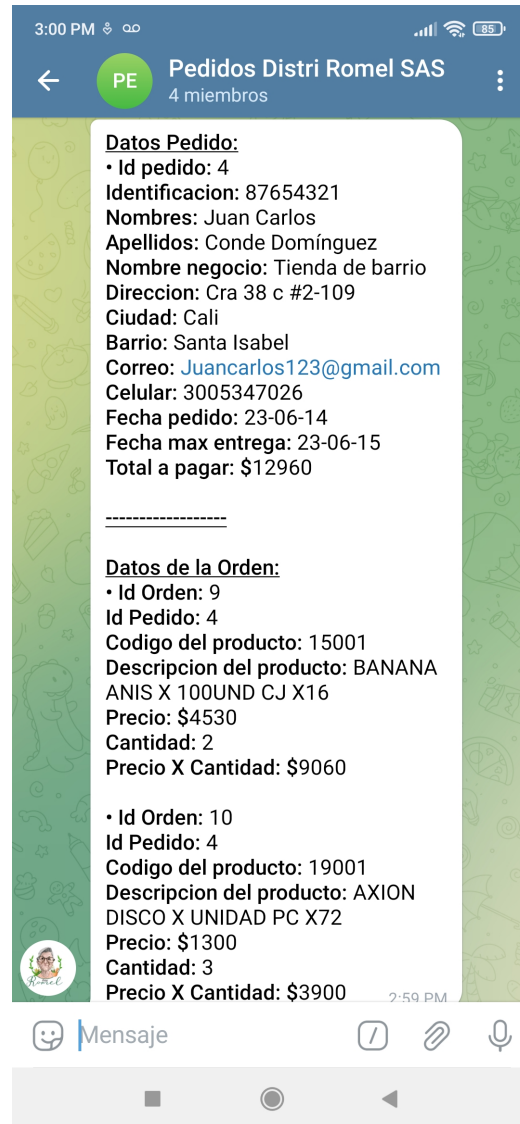 3:00 PM
85
PE
Pedidos Distri Romel SAS
4 miembros
Datos Pedido:
• Id pedido: 4
Identificacion: 87654321
Nombres: Juan Carlos
Apellidos: Conde Domínguez
Nombre negocio: Tienda de barrio
Direccion: Cra 38 c #2-109
Ciudad: Cali
Barrio: Santa Isabel
Correo: Juancarlos123@gmail.com
Celular: 3005347026
Fecha pedido: 23-06-14
Fecha max entrega: 23-06-15
Total a pagar: $12960
------------------
Datos de la Orden:
• Id Orden: 9
Id Pedido: 4
Codigo del producto: 15001
Descripcion del producto: BANANA
ANIS X 100UND CJ X16
Precio: $4530
Cantidad: 2
Precio X Cantidad: $9060
• Id Orden: 10
Id Pedido: 4
Codigo del producto: 19001
Descripcion del producto: AXION
DISCO X UNIDAD PC X72
Precio: $1300
Cantidad: 3
Precio X Cantidad: $3900
2:59 PM
Romel
Mensaje